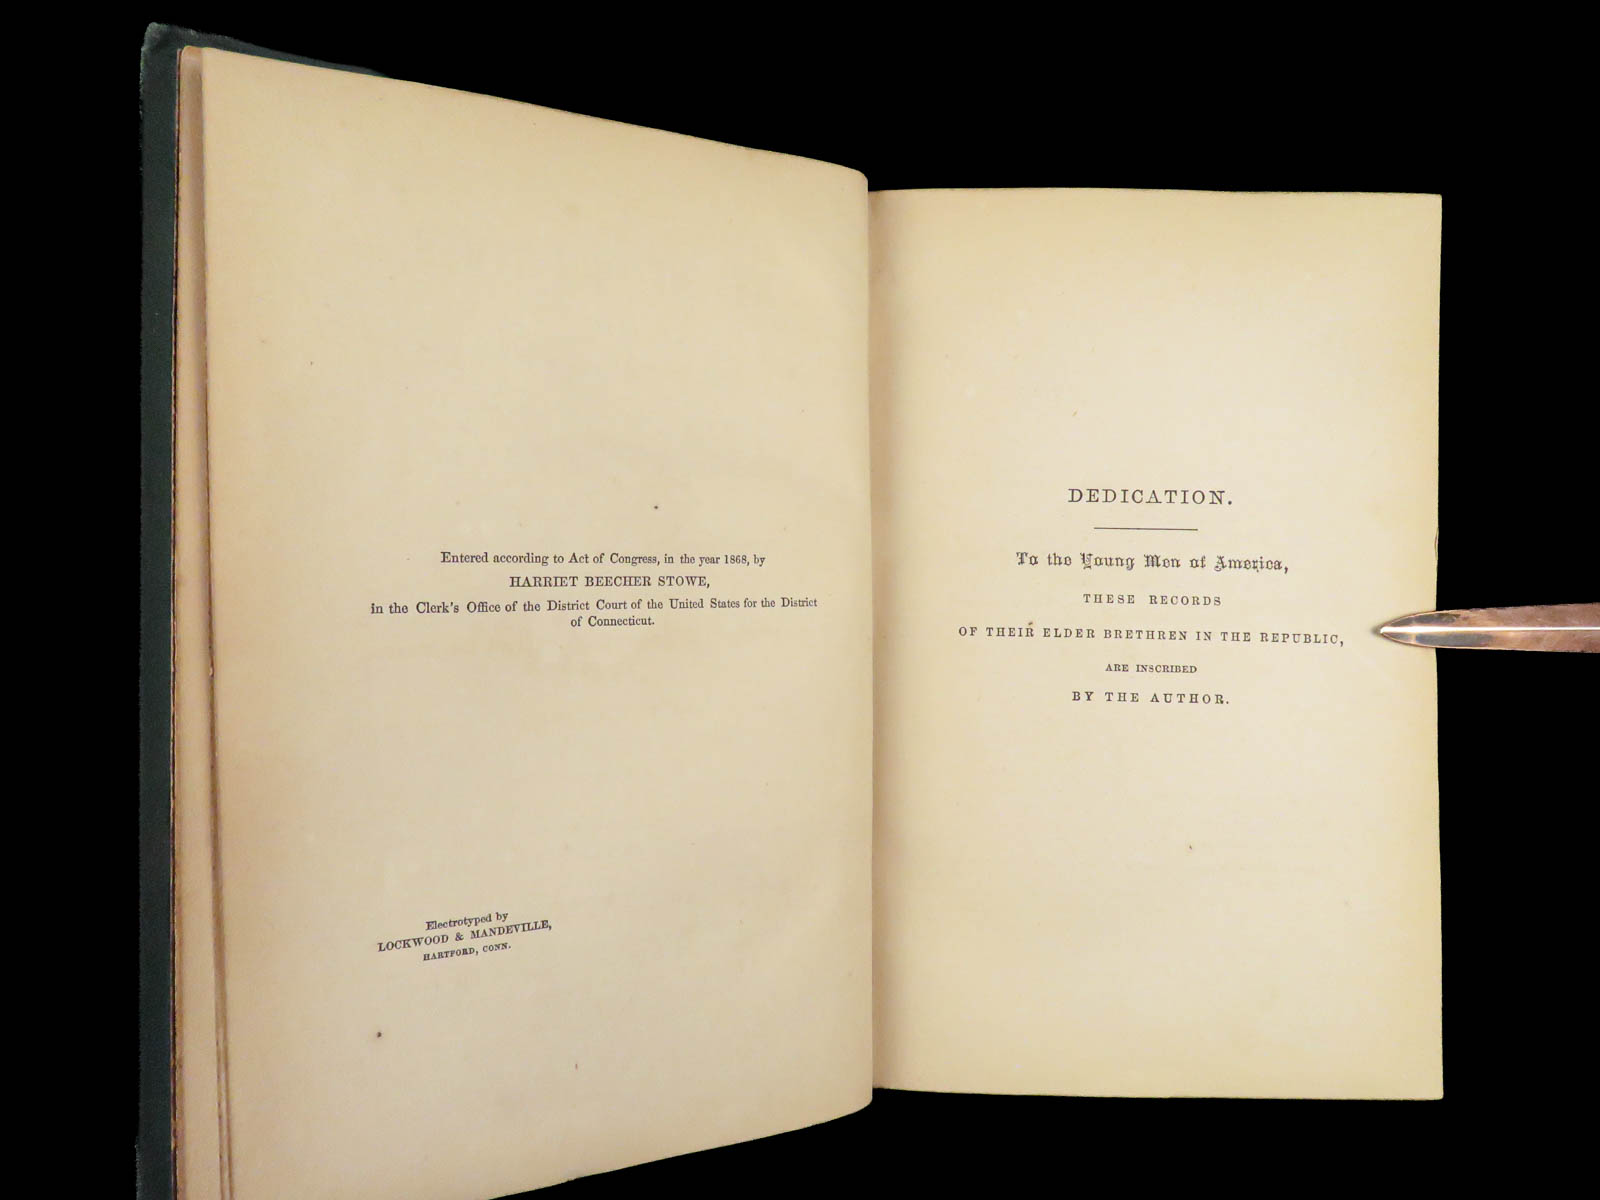 Entered according to Act of Congress, in the year 1868, by
HARRIET BEECHER STOWE,
in the Clerk's Office of the District Court of the United States for the District
of Connecticut.
Electrotyped by
LOCKWOOD & MANDEVILLE,
HARTFORD, CONN.
DEDICATION.
To the Young Men of America,
THESE RECORDS
OF THEIR ELDER BRETHREN IN THE REPUBLIC,
ARE INSCRIBED
BY THE AUTHOR.